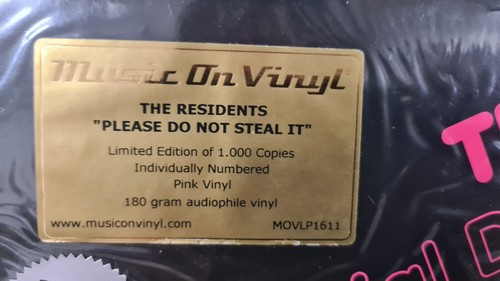 Music On Vinyl
THE RESIDENTS
"PLEASE DO NOT STEAL IT"
Limited Edition of 1.000 Copies
Individually Numbered
Pink Vinyl
180 gram audiophile vinyl
www.musiconvinyl.com MOVLP1611